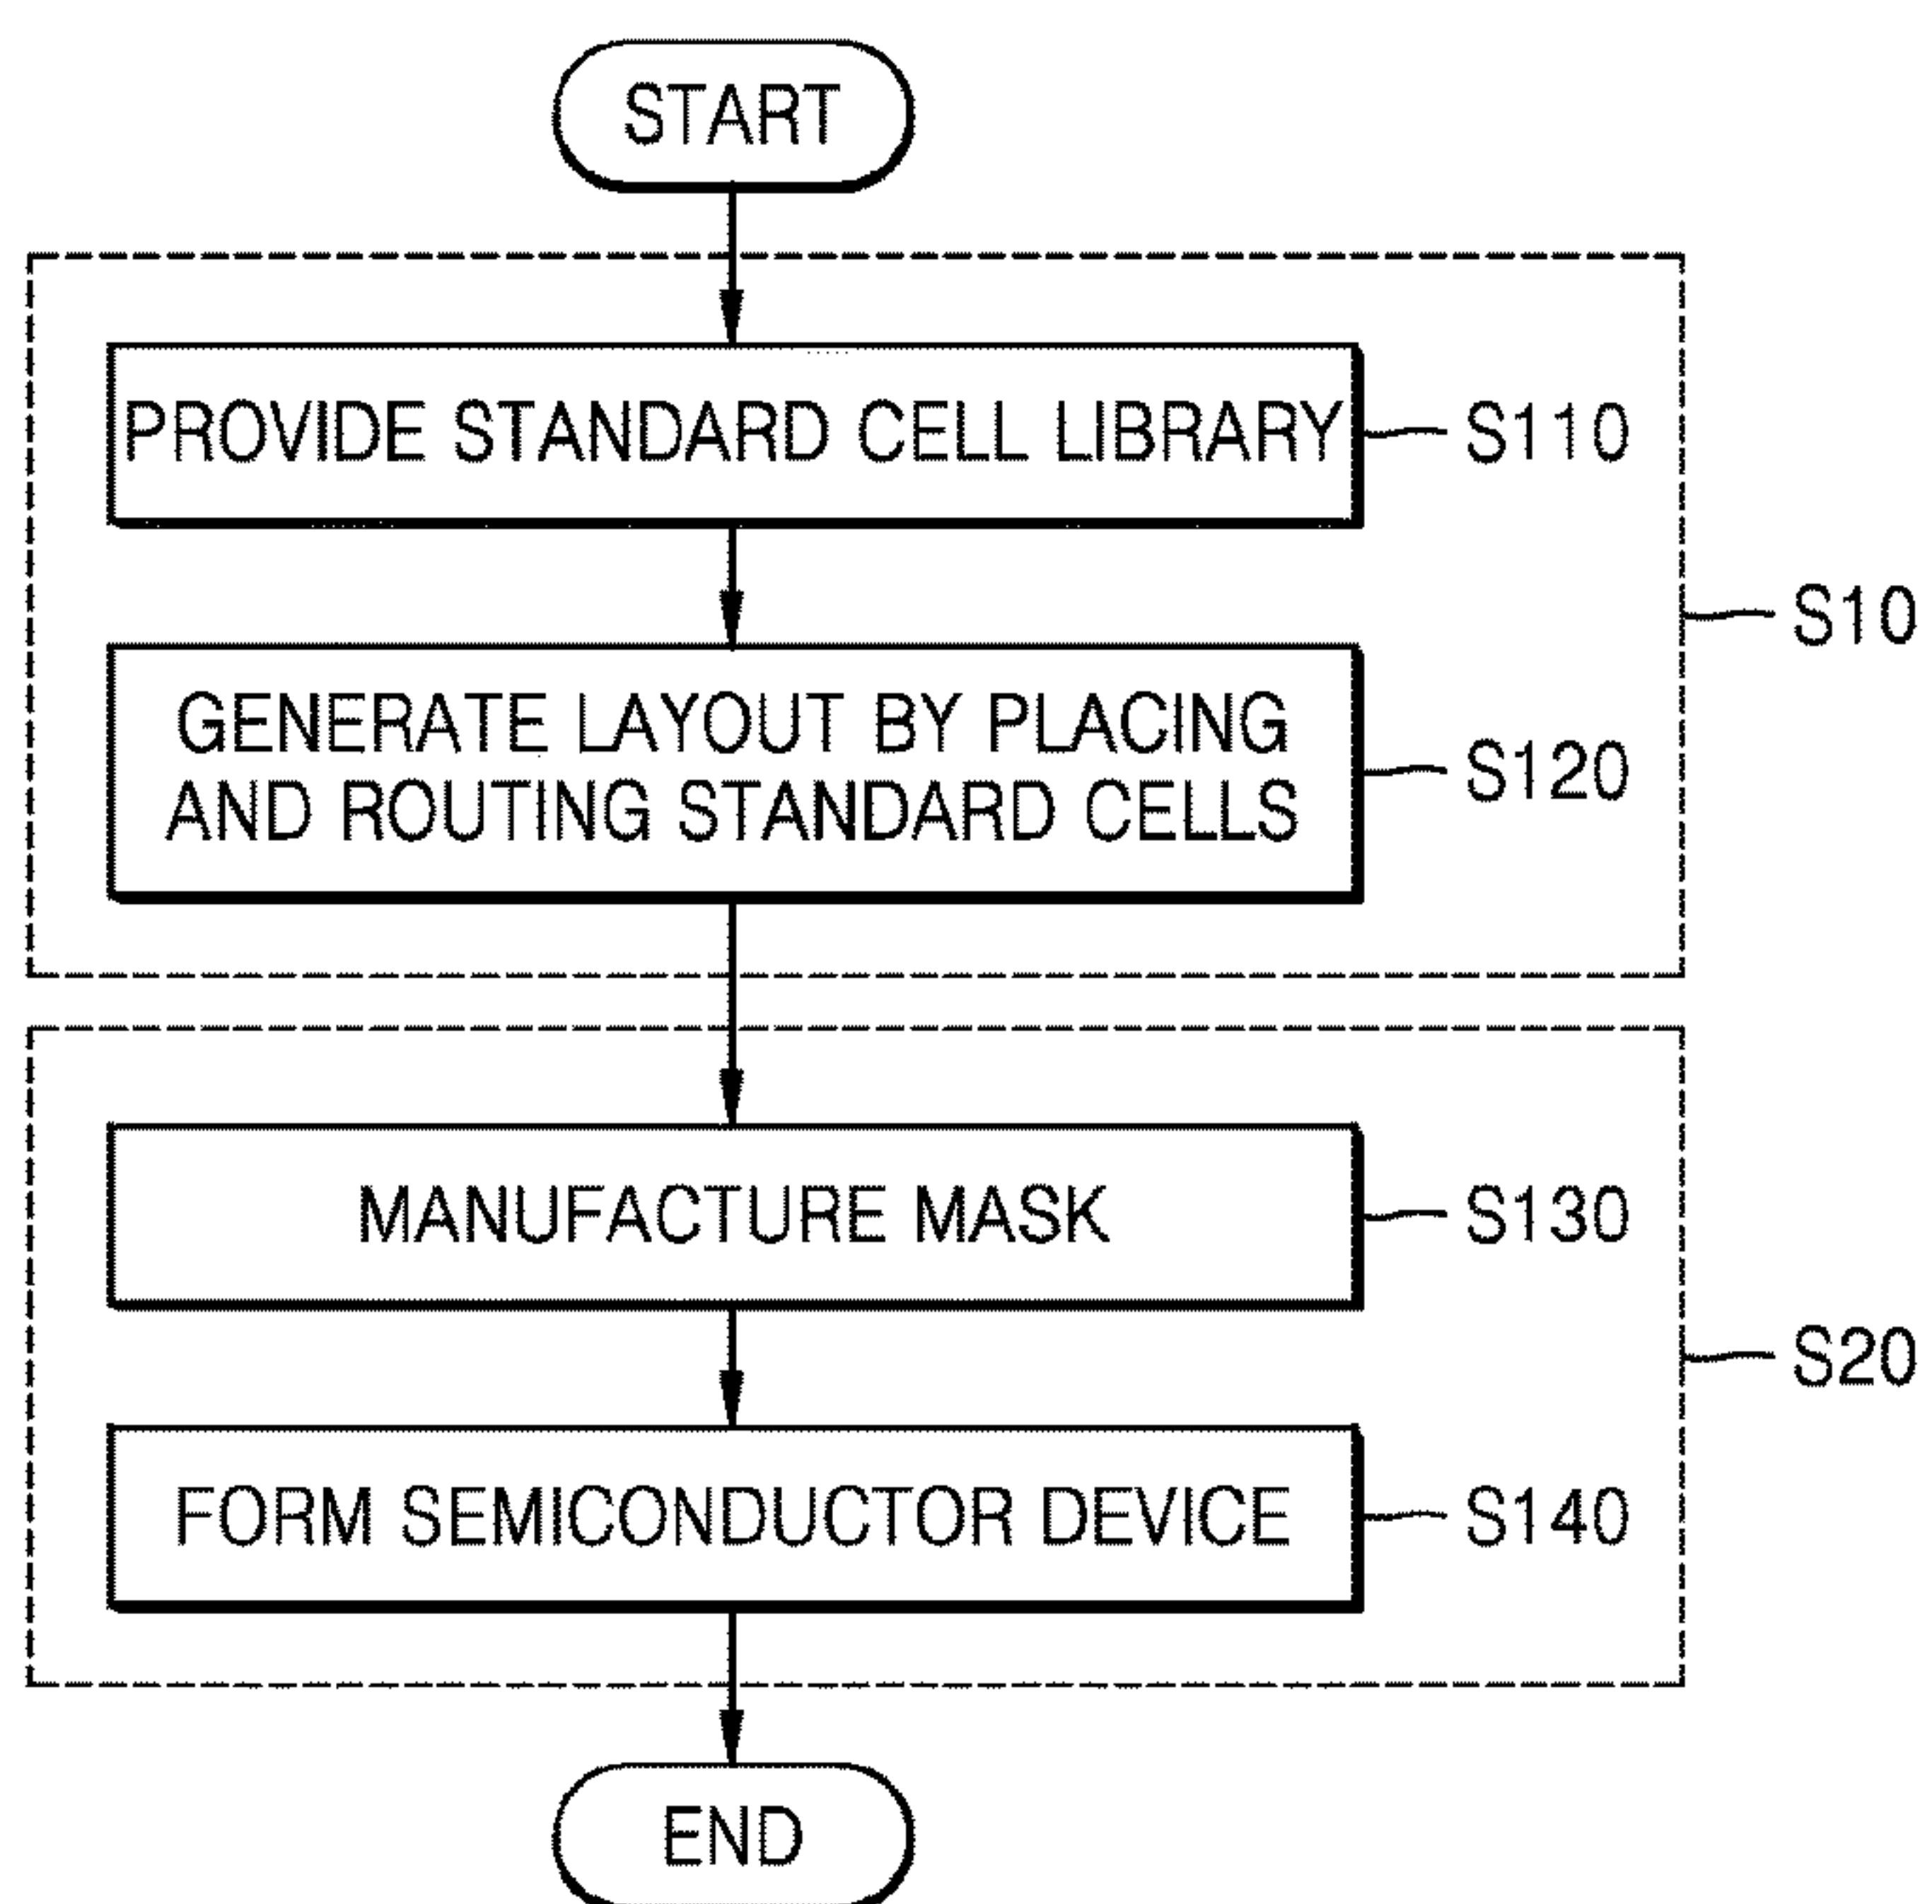 START
PROVIDE STANDARD CELL LIBRARY
S110
S10
GENERATE LAYOUT BY PLACING
AND ROUTING STANDARD CELLS
S120
MANUFACTURE MASK
S130
S20
FORM SEMICONDUCTOR DEVICE
S140
END